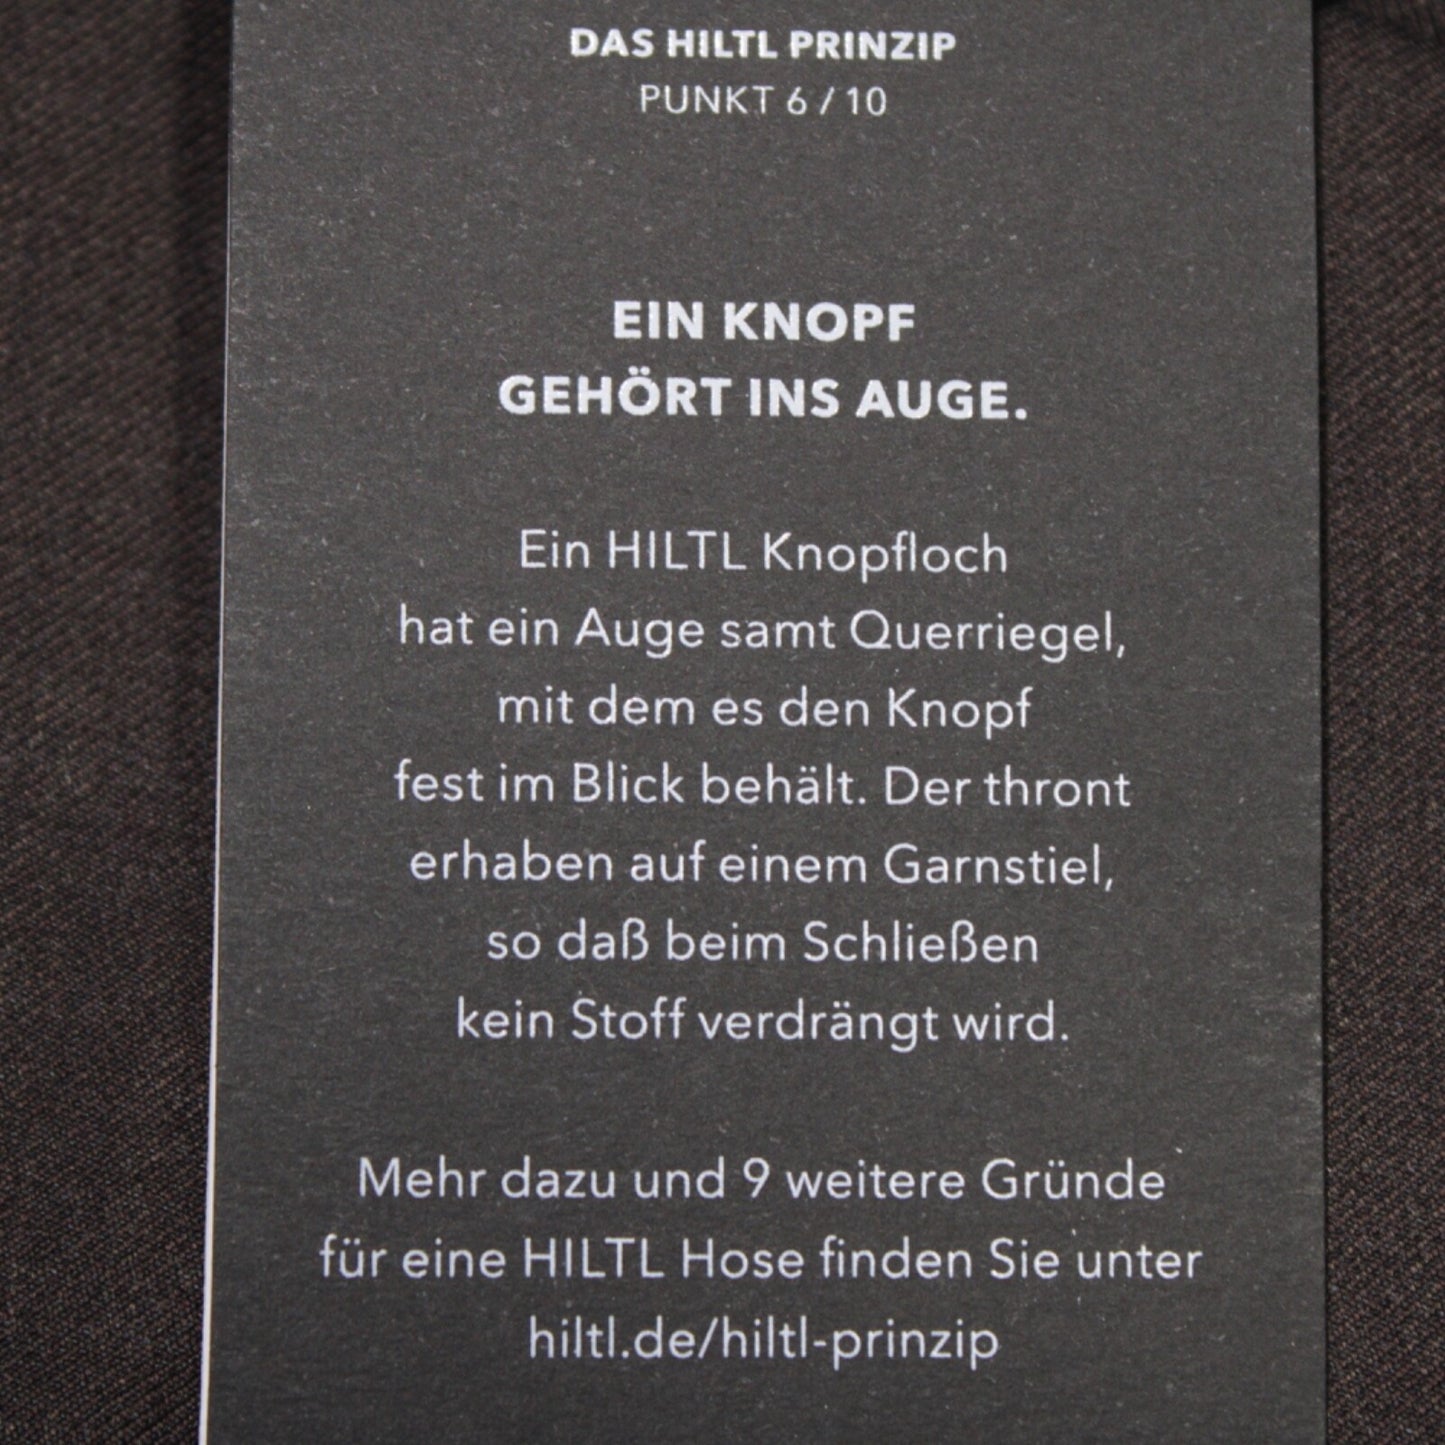 DAS HILTL PRINZIP
PUNKT 6 / 10
EIN KNOPF
GEHÖRT INS AUGE.
Ein HILTL Knopfloch
hat ein Auge samt Querriegel,
mit dem es den Knopf
fest im Blick behält. Der thront
erhaben auf einem Garnstiel,
so daß beim Schließen
kein Stoff verdrängt wird.
Mehr dazu und 9 weitere Gründe
für eine HILTL Hose finden Sie unter
hiltl.de/hiltl-prinzip